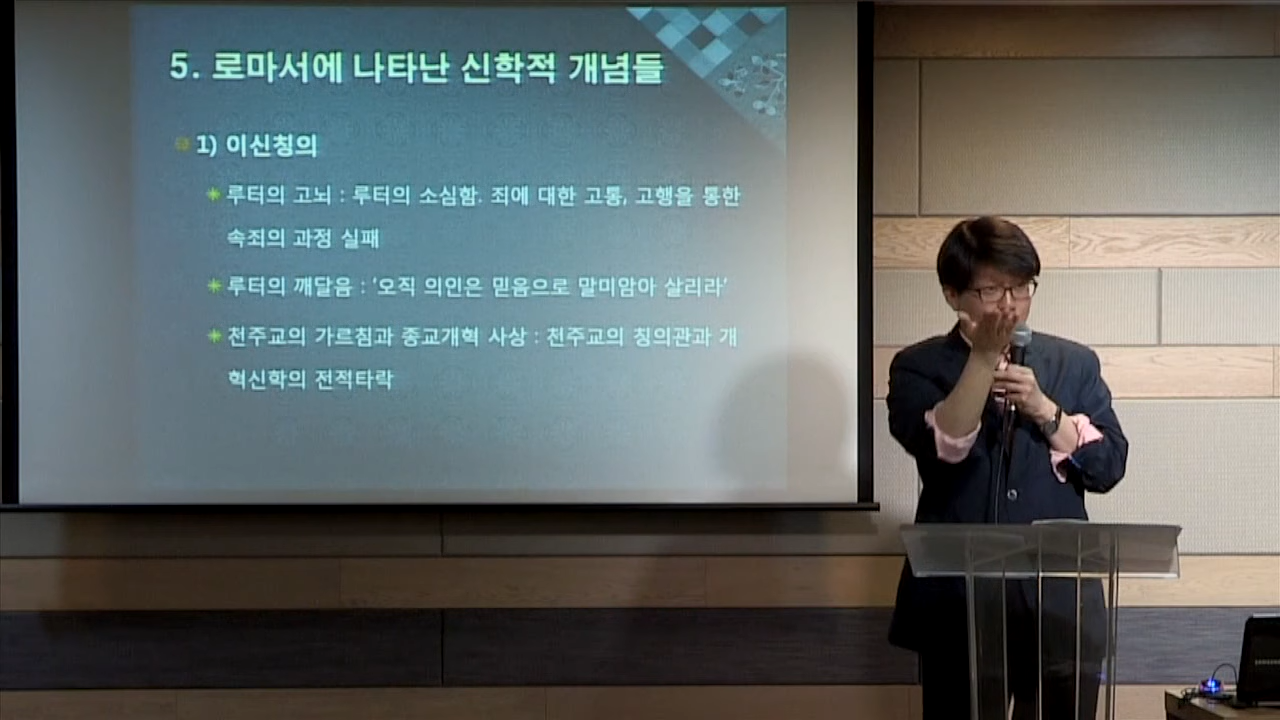 5. 로마서에 나타난 신학적 개념들
1) 이신칭의
루터의 고뇌 : 루터의 소심함. 죄에 대한 고통, 고행을 통한
속죄의 과정 실패
루터의 깨달음 : '오직 의인은 믿음으로 말미암아 살리라'
천주교의 가르침과 종교개혁 사상 : 천주교의 칭의관과 개
혁신학의 전적타락